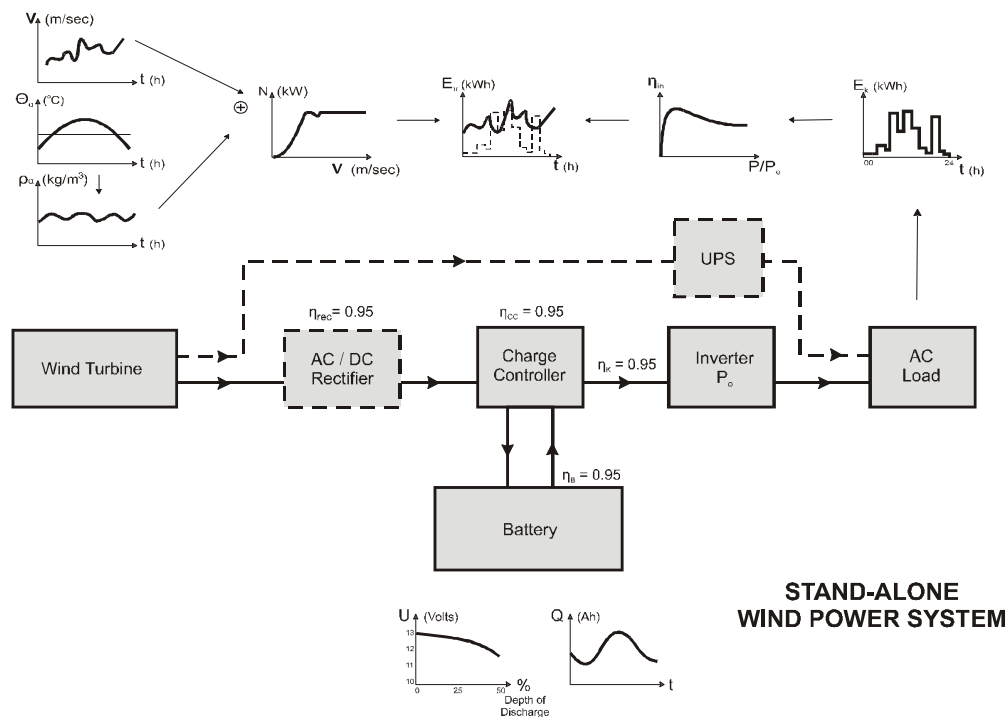 V (m/sec)
t (h)
Θα (°C)
t (h)
ρα (kg/m³)
t (h)
⊕
N (kW)
V (m/sec)
Ew (kWh)
t (h)
ηin
P/Po
Ek (kWh)
00
24
t (h)
UPS
ηrec = 0.95
ηCC = 0.95
Wind Turbine
AC / DC
Rectifier
Charge
Controller
ηK = 0.95
Inverter
Po
AC
Load
ηB = 0.95
Battery
STAND-ALONE
WIND POWER SYSTEM
U (Volts)
13
12
11
10
0
25
50
%
Depth of
Discharge
Q (Ah)
t